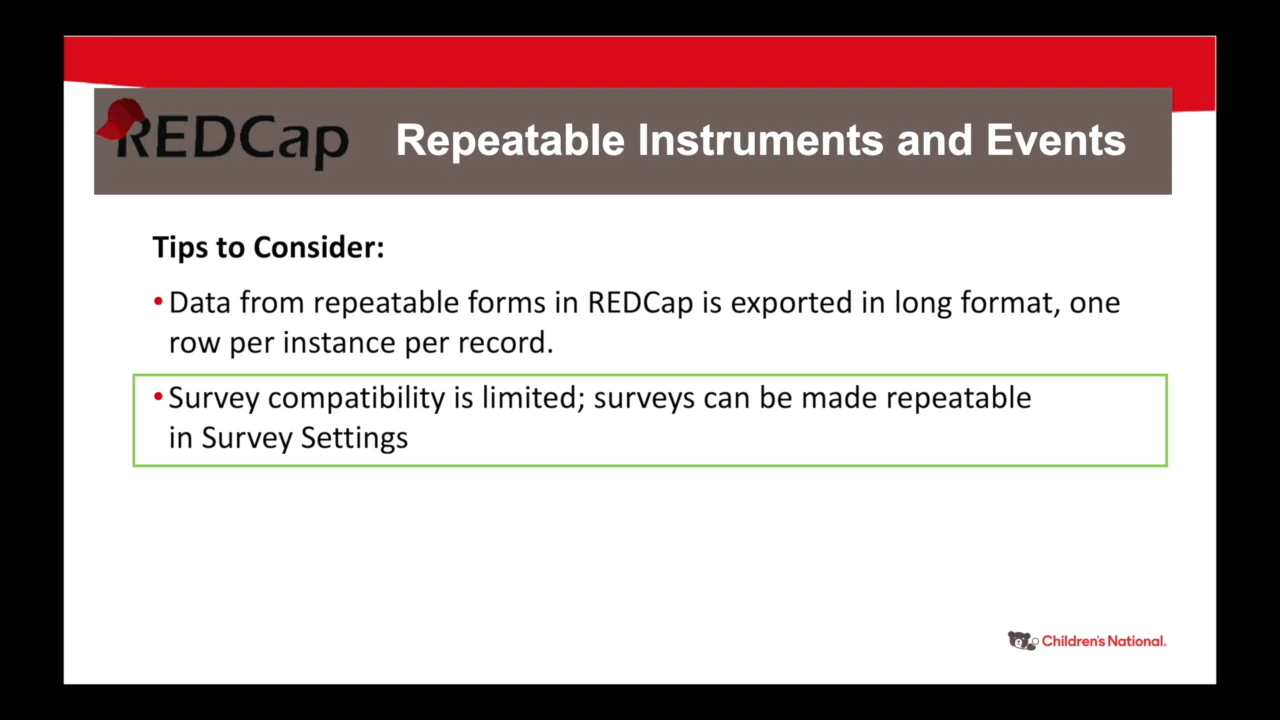 REDCap
Repeatable Instruments and Events
Tips to Consider:
•Data from repeatable forms in REDCap is exported in long format, one
row per instance per record.
•Survey compatibility is limited; surveys can be made repeatable
in Survey Settings
Children's National.